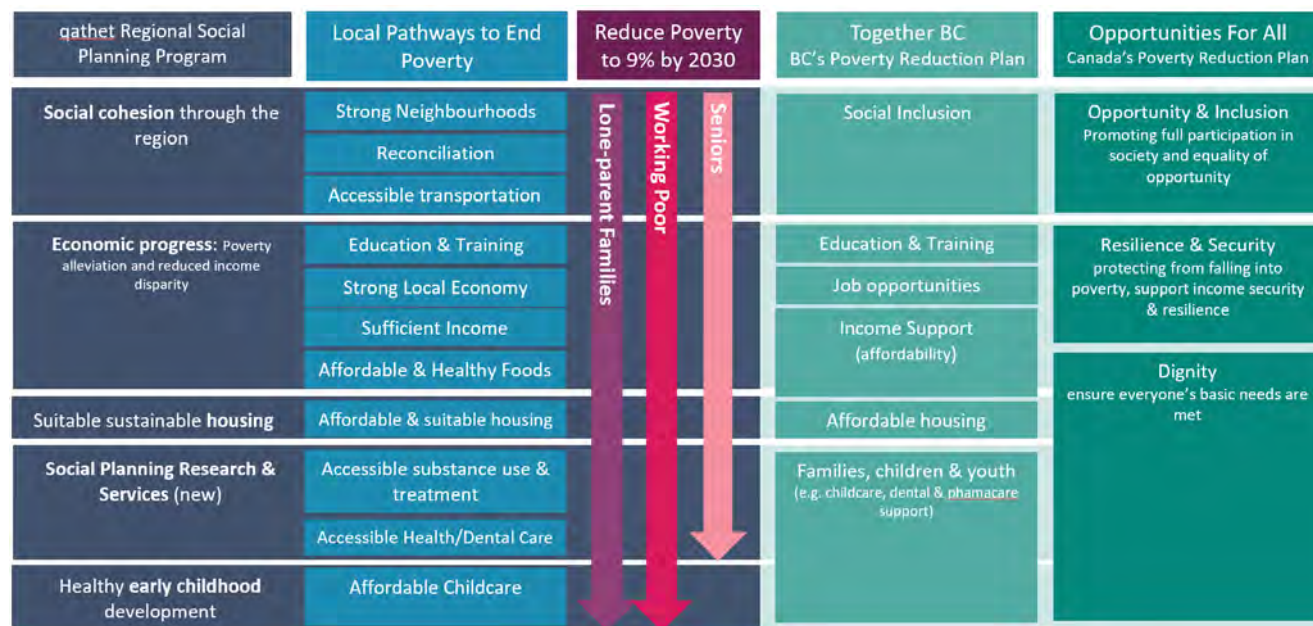 qathet Regional Social
Planning Program
Local Pathways to End
Poverty
Reduce Poverty
to 9% by 2030
Together BC
BC's Poverty Reduction Plan
Opportunities For All
Canada's Poverty Reduction Plan
Social cohesion through the
region
Strong Neighbourhoods
Reconciliation
Accessible transportation
Lone-parent Families
Working Poor
Seniors
Social Inclusion
Opportunity & Inclusion
Promoting full participation in
society and equality of
opportunity
Economic progress: Poverty
alleviation and reduced income
disparity
Education & Training
Strong Local Economy
Sufficient Income
Affordable & Healthy Foods
Education & Training
Job opportunities
Income Support
(affordability)
Resilience & Security
protecting from falling into
poverty, support income security
& resilience
Dignity
ensure everyone's basic needs are
met
Suitable sustainable housing
Affordable & suitable housing
Affordable housing
Social Planning Research &
Services (new)
Accessible substance use &
treatment
Accessible Health/Dental Care
Families, children & youth
(e.g. childcare, dental & phamacare
support)
Healthy early childhood
development
Affordable Childcare